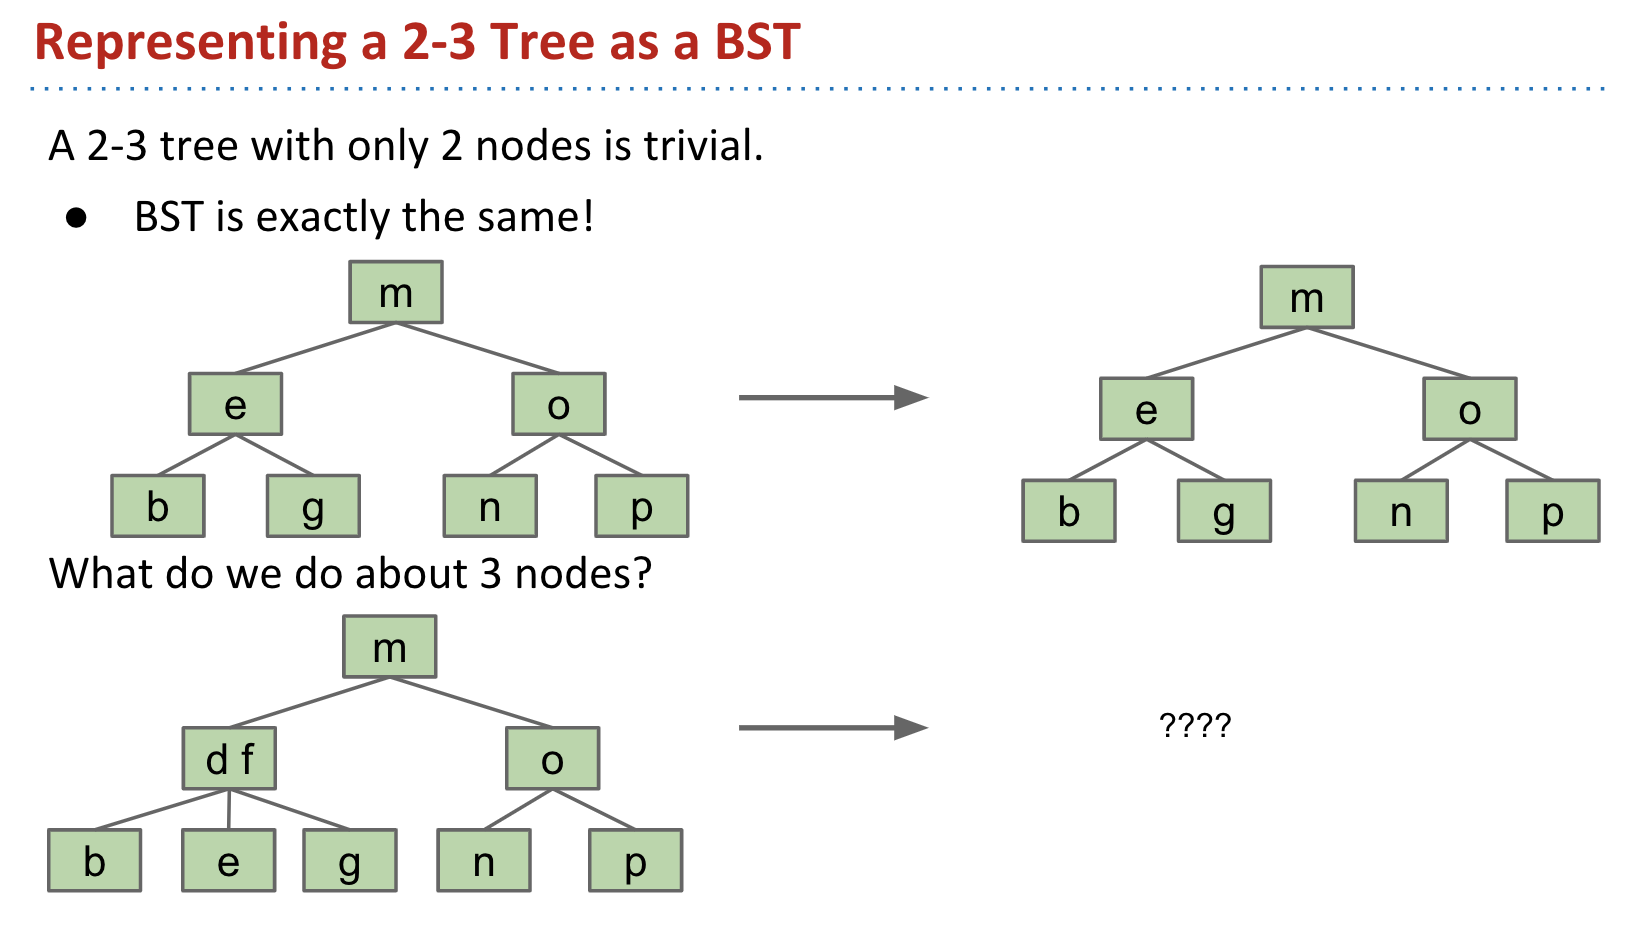 Representing a 2-3 Tree as a BST
A 2-3 tree with only 2 nodes is trivial.
● BST is exactly the same!
m
m
e
o
e
o
b
g
n
p
b
g
n
p
What do we do about 3 nodes?
m
d f
o
????
b
e
g
n
p